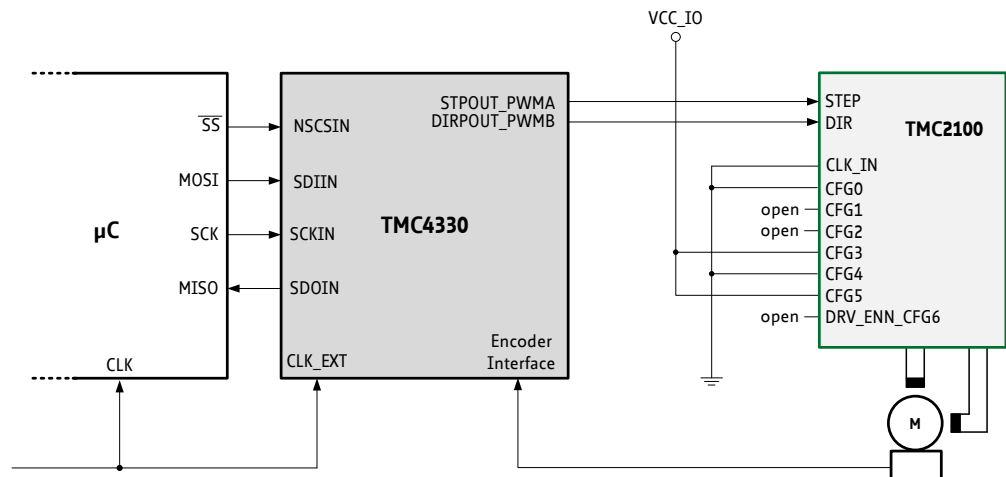 VCC_IO
µC
SS
MOSI
SCK
MISO
CLK
NSCSIN
SDIIN
SCKIN
SDOIN
CLK_EXT
TMC4330
STPOUT_PWMA
DIRPOUT_PWMB
Encoder
Interface
STEP
DIR
TMC2100
CLK_IN
CFG0
open CFG1
open CFG2
CFG3
CFG4
CFG5
open DRV_ENN_CFG6
M